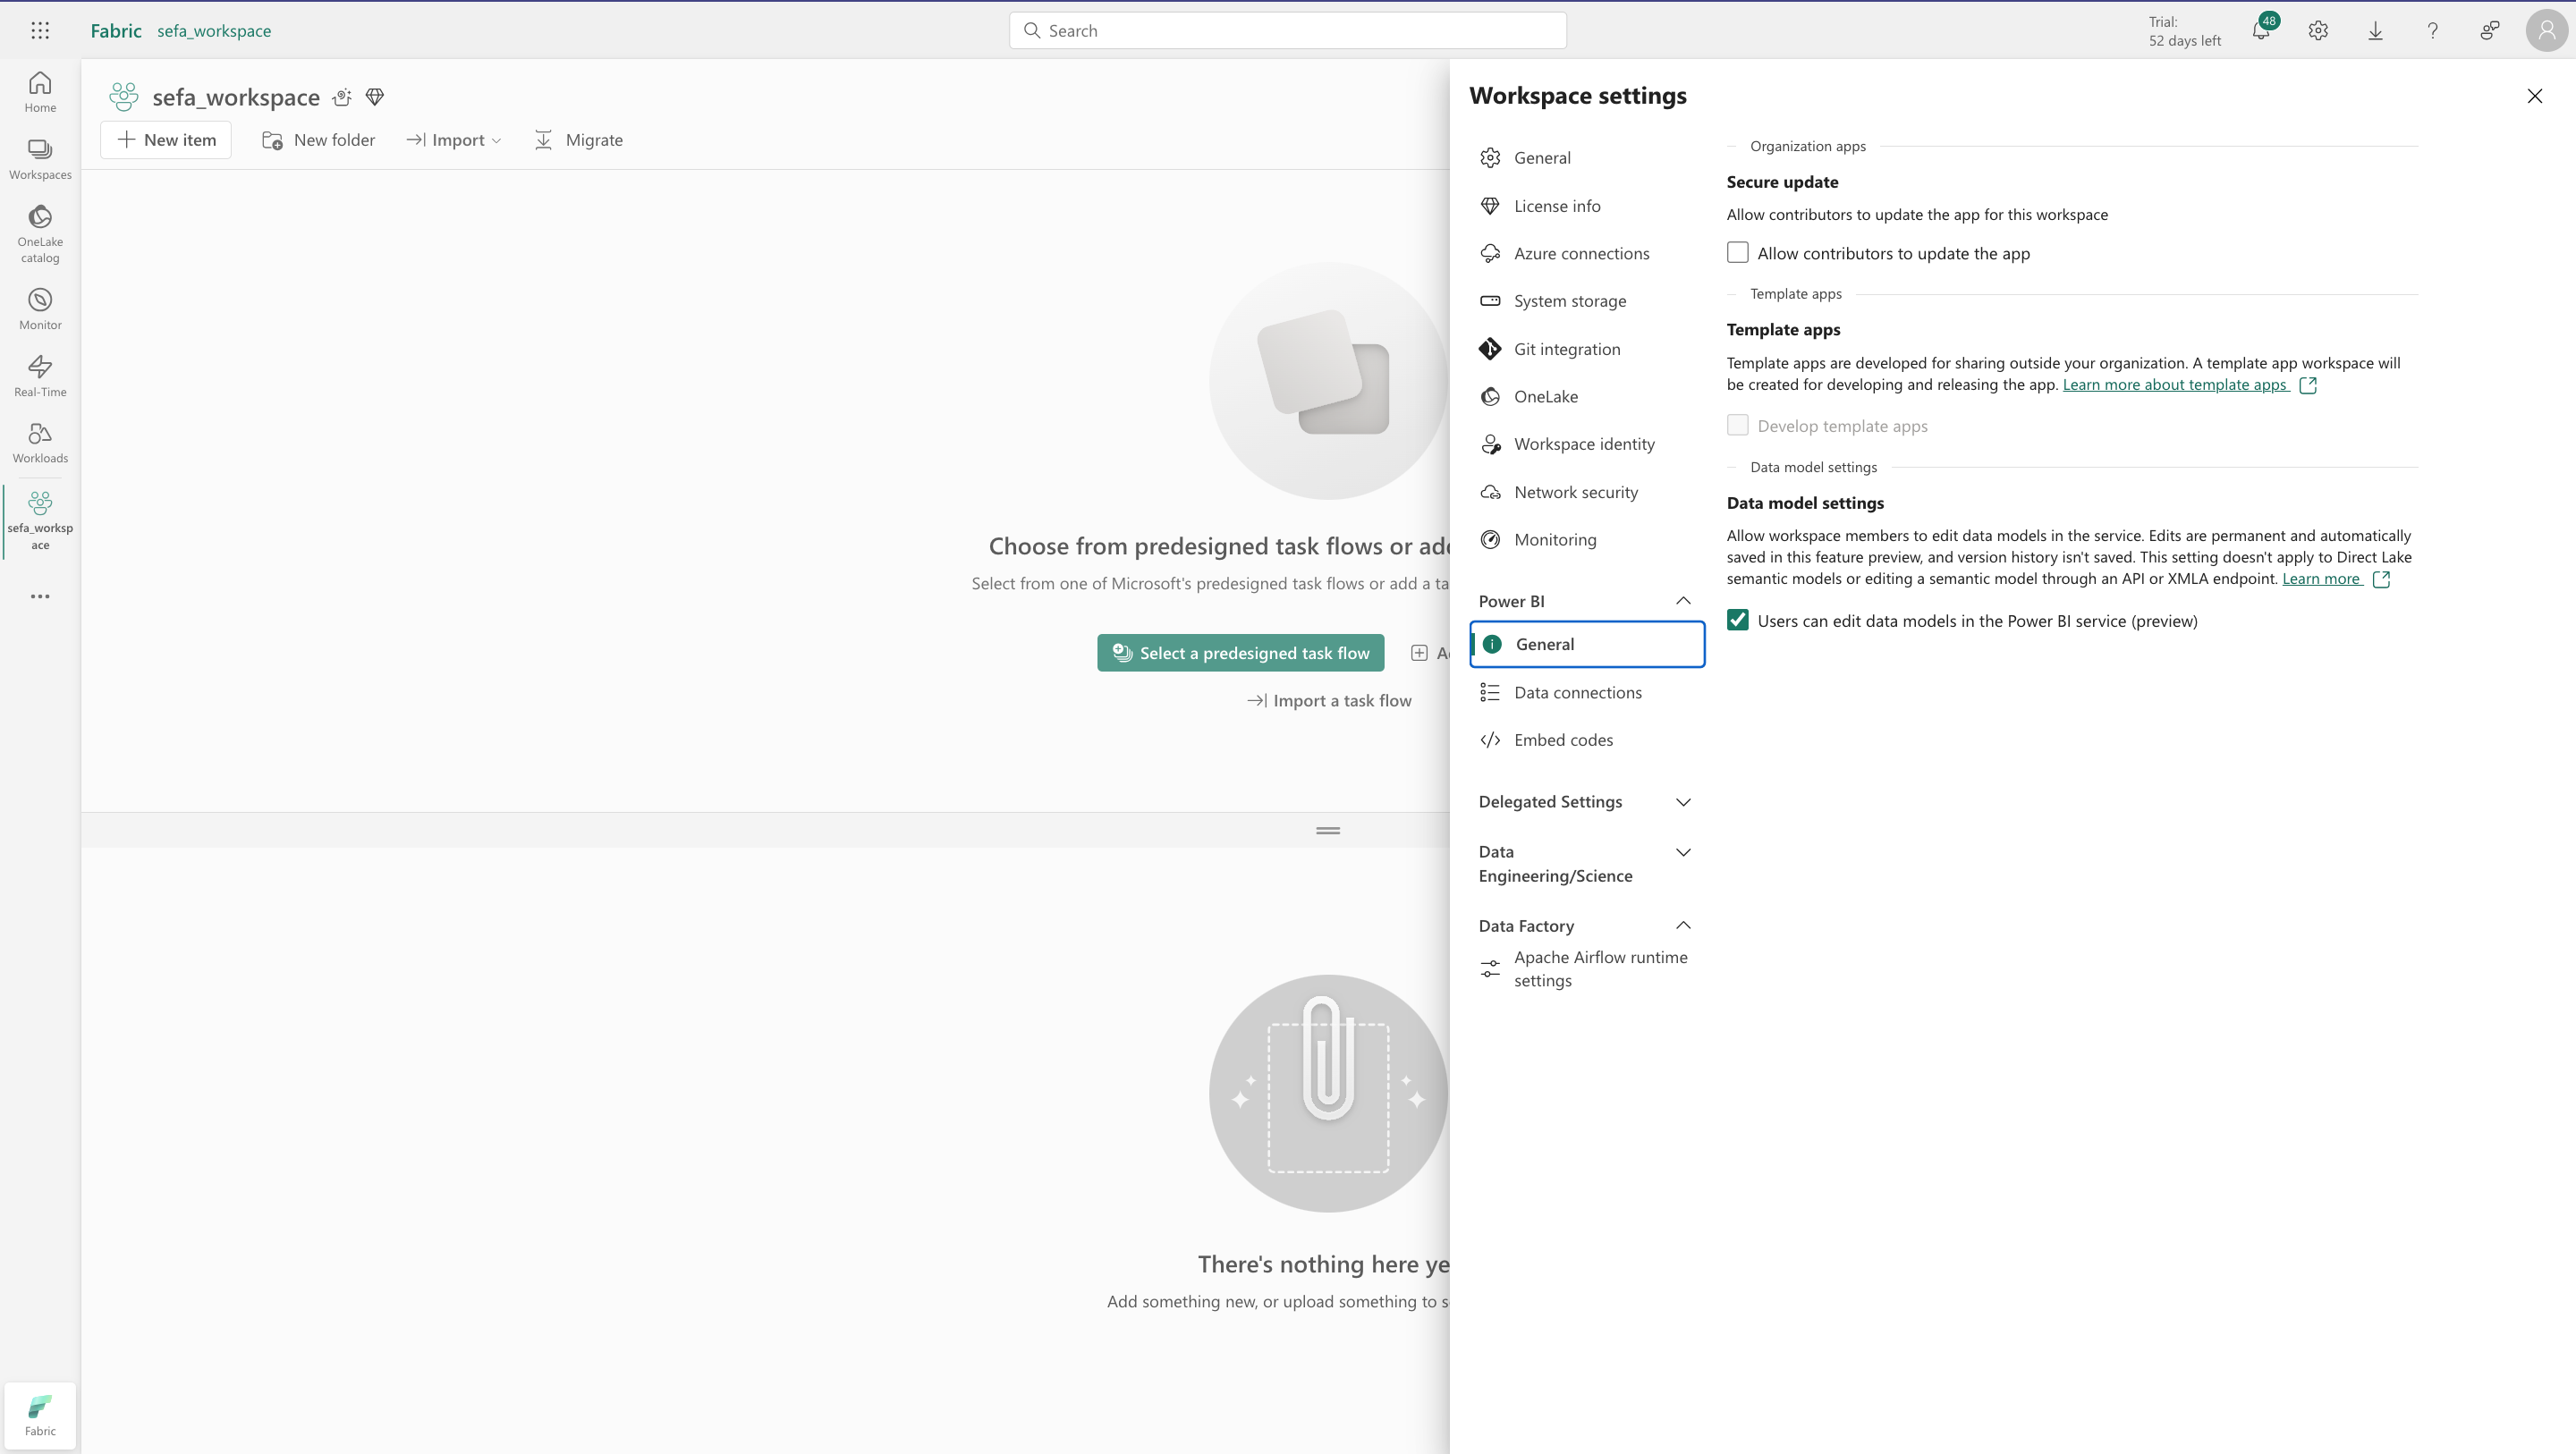 Fabric sefa_workspace
Search
Trial:
52 days left
48
Home
Workspaces
OneLake
catalog
Monitor
Real-Time
Workloads
sefa_worksp
ace
Fabric
sefa_workspace
New item
New folder
Import
Migrate
Choose from predesigned task flows or
Select from one of Microsoft's predesigned task flows or add a
Select a predesigned task flow
Import a task flow
There's nothing here
Add something new, or upload something to
Workspace settings
General
License info
Azure connections
System storage
Git integration
OneLake
Workspace identity
Network security
Monitoring
Power BI
General
Data connections
Embed codes
Delegated Settings
Data
Engineering/Science
Data Factory
Apache Airflow runtime
settings
Organization apps
Secure update
Allow contributors to update the app for this workspace
Allow contributors to update the app
Template apps
Template apps
Template apps are developed for sharing outside your organization. A template app workspace will
be created for developing and releasing the app. Learn more about template apps
Develop template apps
Data model settings
Data model settings
Allow workspace members to edit data models in the service. Edits are permanent and automatically
saved in this feature preview, and version history isn't saved. This setting doesn't apply to Direct Lake
semantic models or editing a semantic model through an API or XMLA endpoint. Learn more
Users can edit data models in the Power BI service (preview)